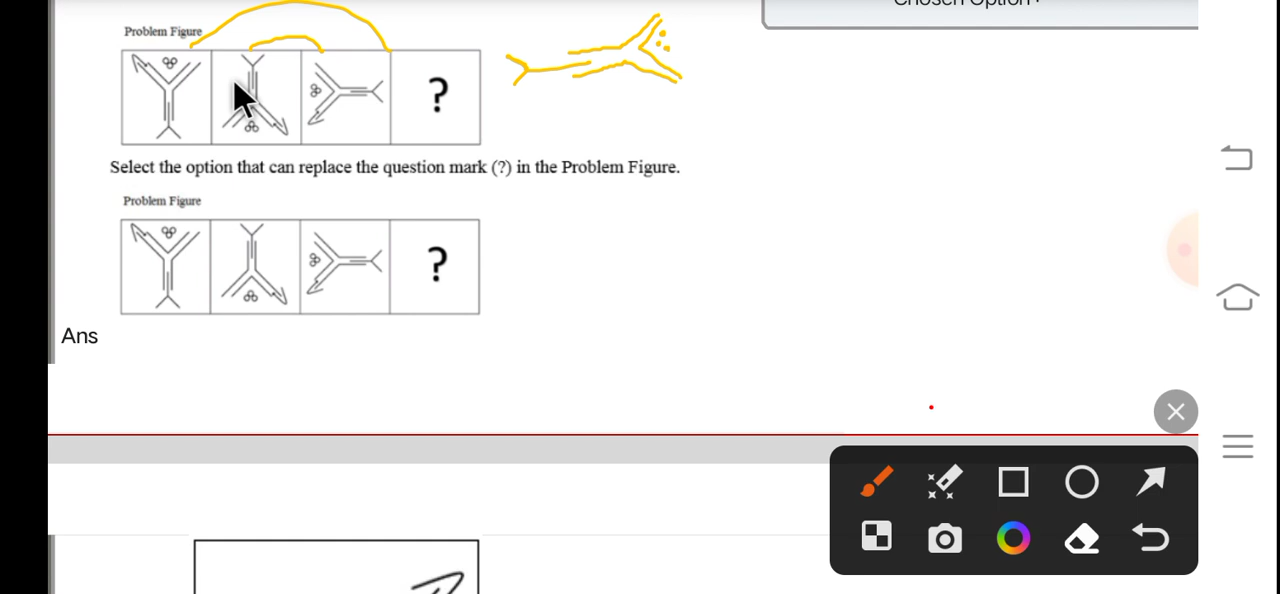 Chosen Option :
Problem Figure
?
Select the option that can replace the question mark (?) in the Problem Figure.
Problem Figure
?
Ans